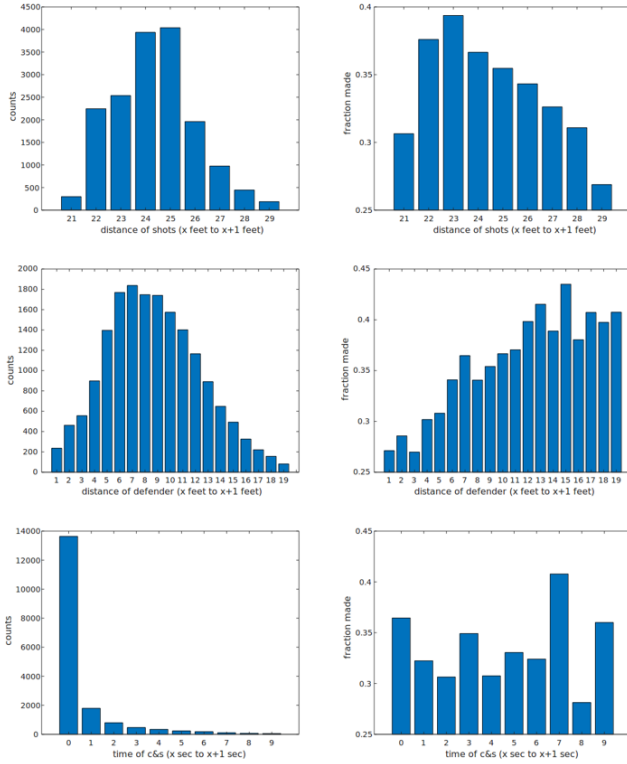 4500
4000
3500
3000
2500
2000
1500
1000
500
0
counts
21 22 23 24 25 26 27 28 29
distance of shots (x feet to x+1 feet)
0.4
0.35
0.3
0.25
fraction made
21 22 23 24 25 26 27 28 29
distance of shots (x feet to x+1 feet)
2000
1800
1600
1400
1200
1000
800
600
400
200
0
counts
1 2 3 4 5 6 7 8 9 10 11 12 13 14 15 16 17 18 19
distance of defender (x feet to x+1 feet)
0.45
0.4
0.35
0.3
0.25
fraction made
1 2 3 4 5 6 7 8 9 10 11 12 13 14 15 16 17 18 19
distance of defender (x feet to x+1 feet)
14000
12000
10000
8000
6000
4000
2000
0
counts
0 1 2 3 4 5 6 7 8 9
time of c&s (x sec to x+1 sec)
0.45
0.4
0.35
0.3
0.25
fraction made
0 1 2 3 4 5 6 7 8 9
time of c&s (x sec to x+1 sec)